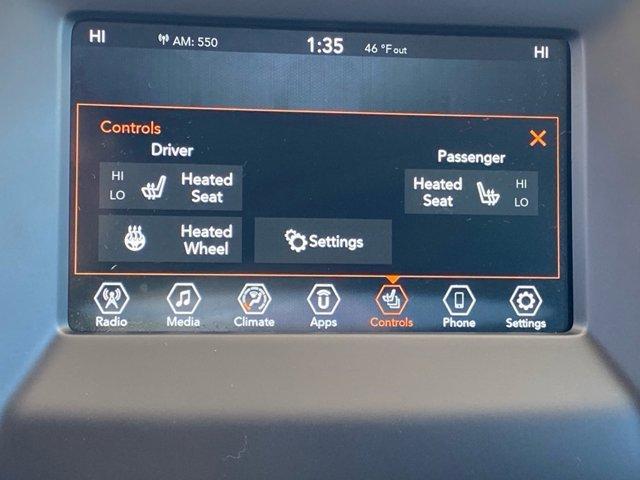 HI AM: 550 1:35 46 °F out HI
Controls
Driver Passenger
HI
LO
Heated
Seat
Heated
Seat
HI
LO
Heated
Wheel
Settings
Radio Media Climate Apps Controls Phone Settings